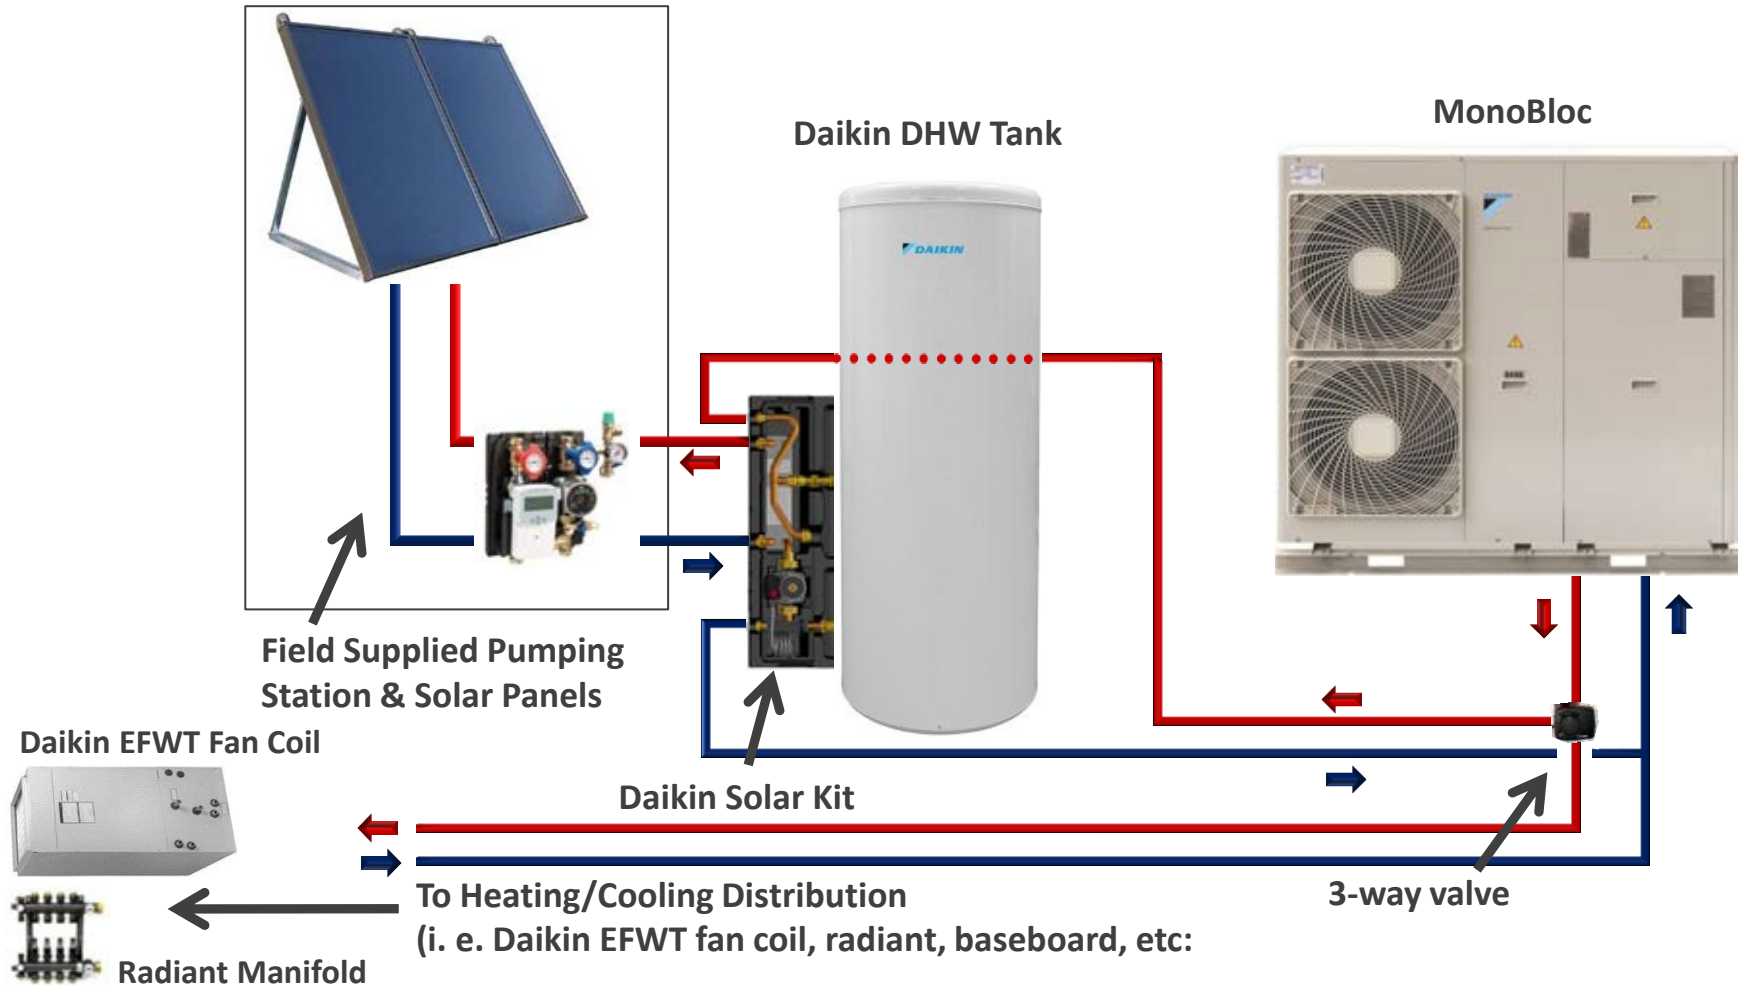 MonoBloc
Daikin DHW Tank
DAIKIN
Field Supplied Pumping
Station & Solar Panels
Daikin EFWT Fan Coil
Daikin Solar Kit
3-way valve
To Heating/Cooling Distribution
(i. e. Daikin EFWT fan coil, radiant, baseboard, etc:
Radiant Manifold